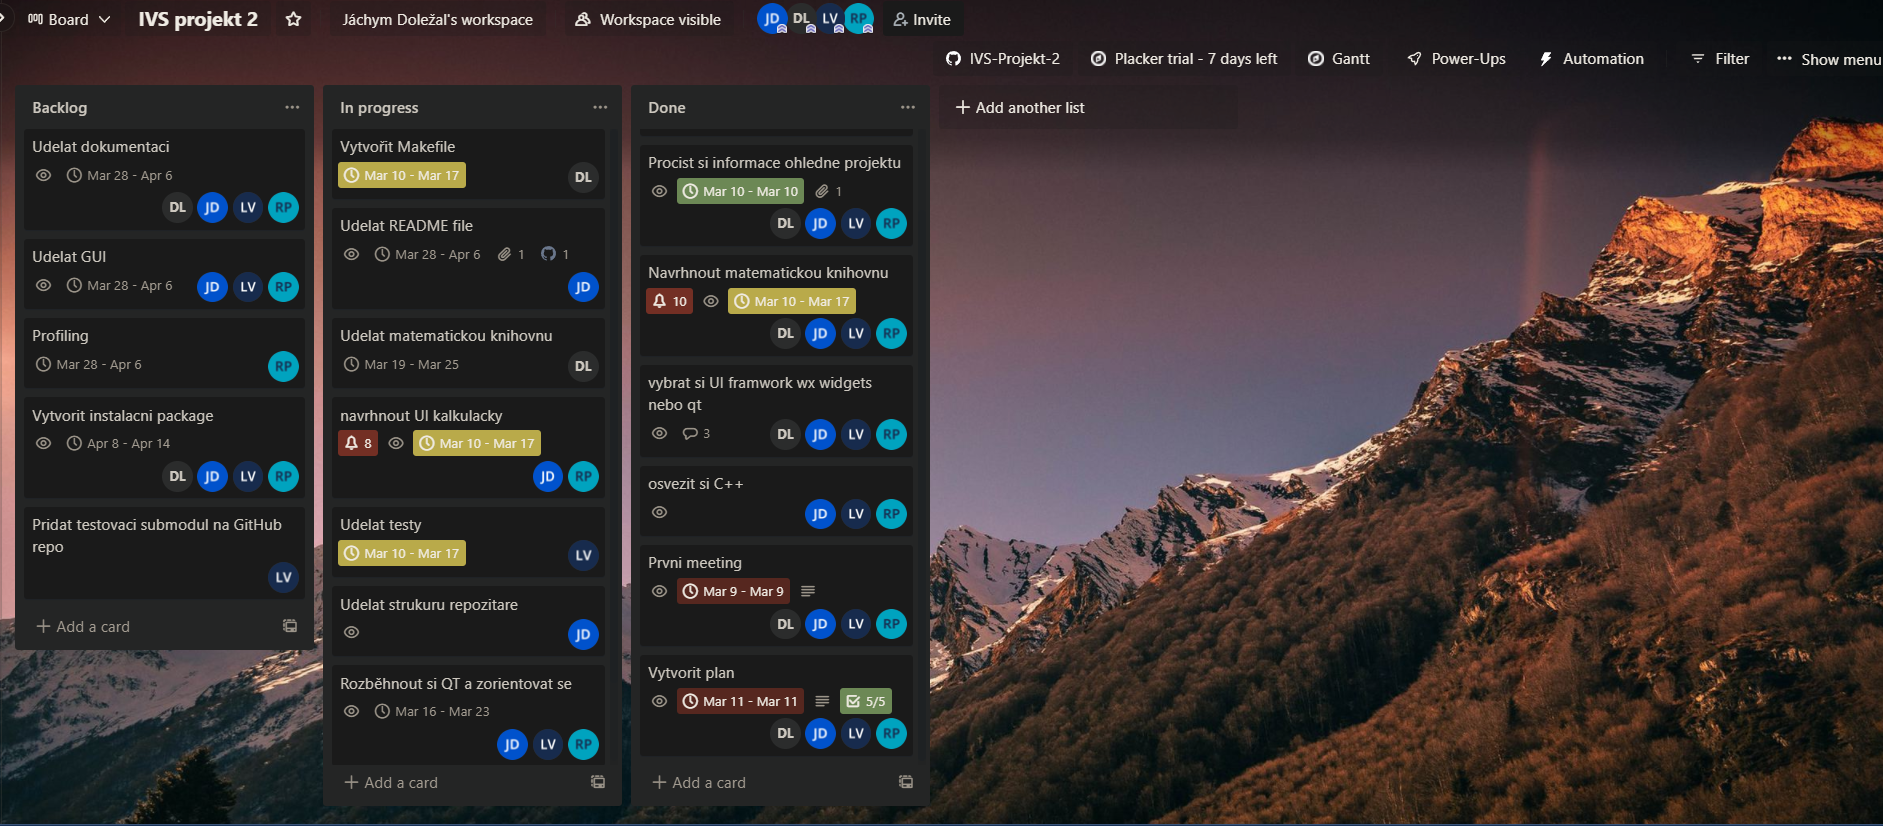 Board
IVS projekt 2
Jáchym Doležal's workspace
Workspace visible
JD
DL
LV
RP
Invite
IVS-Projekt-2
Placker trial - 7 days left
Gantt
Power-Ups
Automation
Filter
Show menu
Backlog
Udelat dokumentaci
Mar 28 - Apr 6
DL JD LV RP
Udelat GUI
Mar 28 - Apr 6
JD LV RP
Profiling
Mar 28 - Apr 6
RP
Vytvorit instalacni package
Apr 8 - Apr 14
DL JD LV RP
Pridat testovaci submodul na GitHub
repo
LV
Add a card
In progress
Vytvořit Makefile
Mar 10 - Mar 17
DL
Udelat README file
Mar 28 - Apr 6 1 1
JD
Udelat matematickou knihovnu
Mar 19 - Mar 25
DL
navrhnout UI kalkulacky
8 Mar 10 - Mar 17
JD RP
Udelat testy
Mar 10 - Mar 17
LV
Udelat strukuru repozitare
JD
Rozběhnout si QT a zorientovat se
Mar 16 - Mar 23
JD LV RP
Add a card
Done
Procist si informace ohledne projektu
Mar 10 - Mar 10 1
DL JD LV RP
Navrhnout matematickou knihovnu
10 Mar 10 - Mar 17
DL JD LV RP
vybrat si UI framwork wx widgets
nebo qt
3
DL JD LV RP
osvezit si C++
JD LV RP
Prvni meeting
Mar 9 - Mar 9
DL JD LV RP
Vytvorit plan
Mar 11 - Mar 11 5/5
DL JD LV RP
Add a card
Add another list